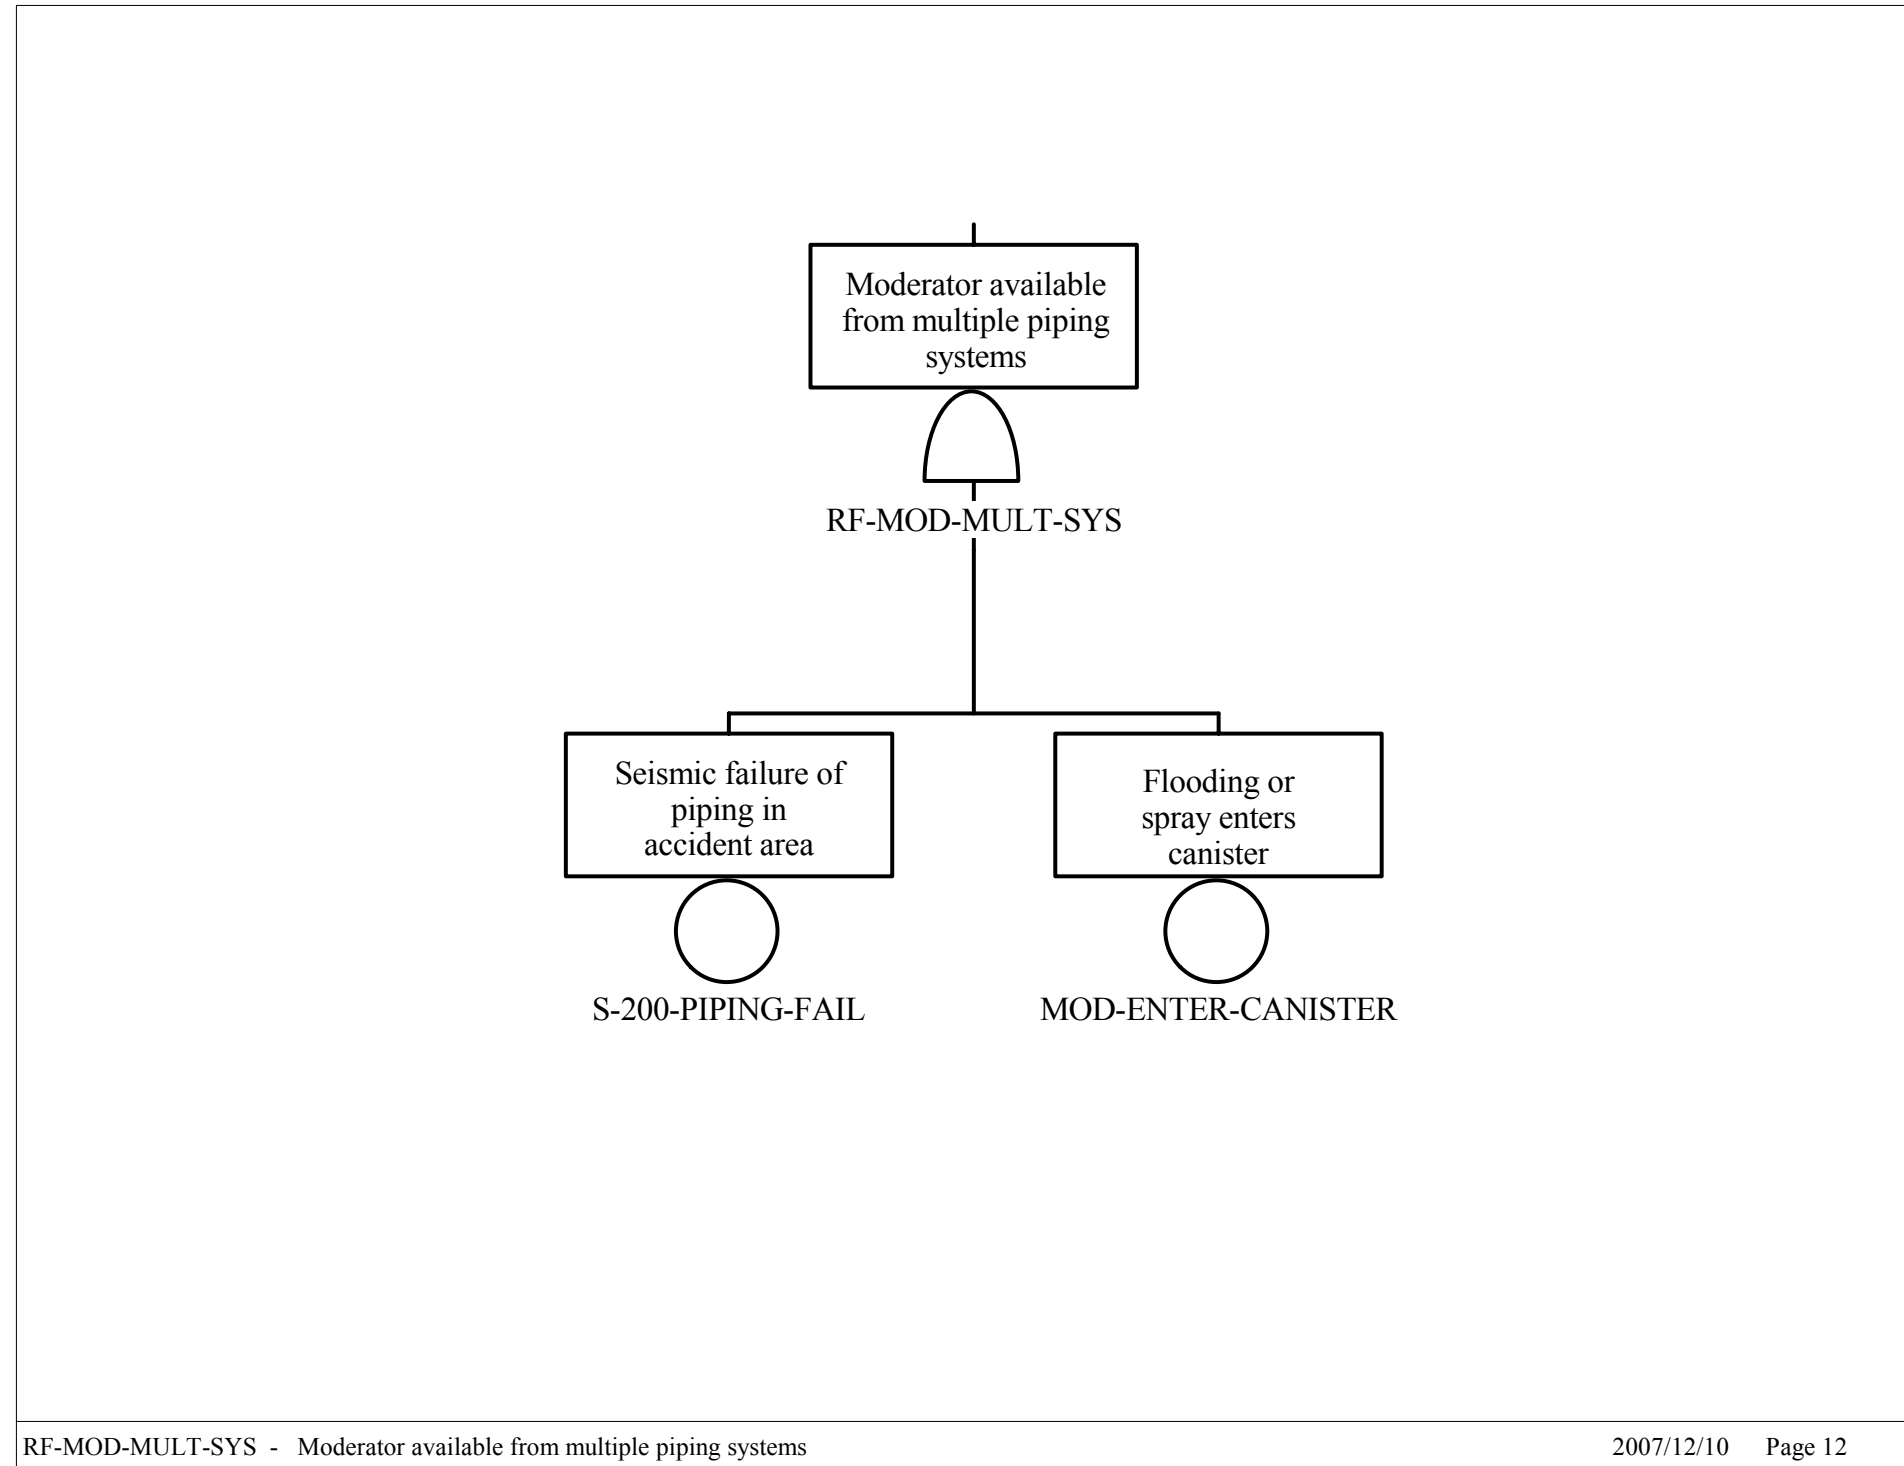 Moderator available
from multiple piping
systems
RF-MOD-MULT-SYS
Seismic failure of
piping in
accident area
S-200-PIPING-FAIL
Flooding or
spray enters
canister
MOD-ENTER-CANISTER
RF-MOD-MULT-SYS - Moderator available from multiple piping systems
2007/12/10 Page 12